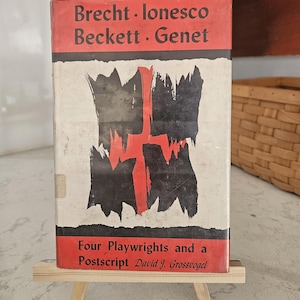 Brecht · Ionesco
Beckett · Genet
Four Playwrights and a
Postscript David I. Grossvogel